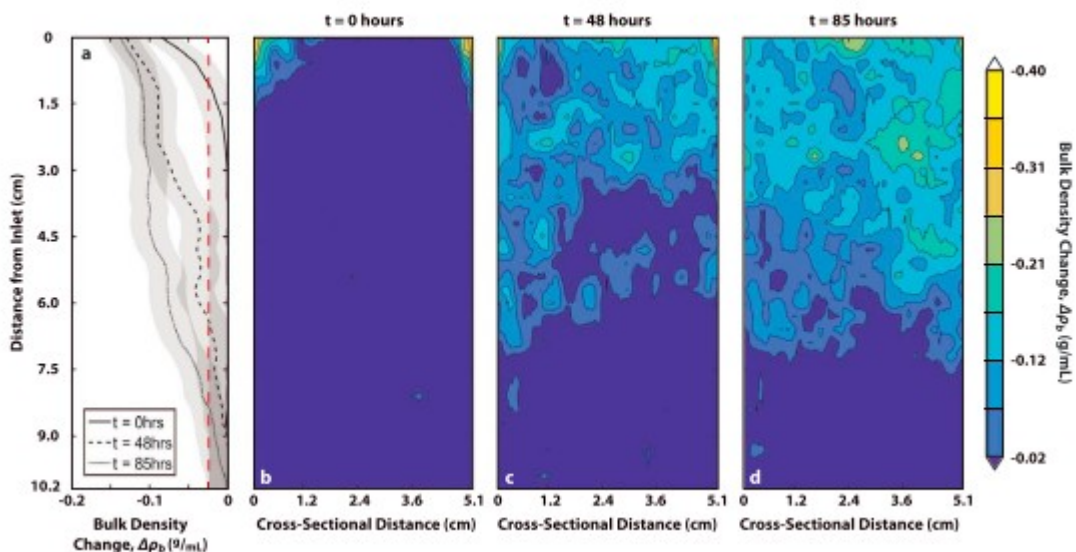 t = 0 hours
t = 48 hours
t = 85 hours
a
b
c
d
Distance from Inlet (cm)
0
1.5
3.0
4.5
6.0
7.5
9.0
10.2
t = 0hrs
t = 48hrs
t = 85hrs
-0.2
-0.1
0
Bulk Density
Change, Δρb (g/mL)
0
1.2
2.4
3.6
5.1
Cross-Sectional Distance (cm)
0
1.2
2.4
3.6
5.1
Cross-Sectional Distance (cm)
0
1.2
2.4
3.6
5.1
Cross-Sectional Distance (cm)
-0.40
-0.31
-0.21
-0.12
-0.02
Bulk Density Change, Δρb (g/mL)